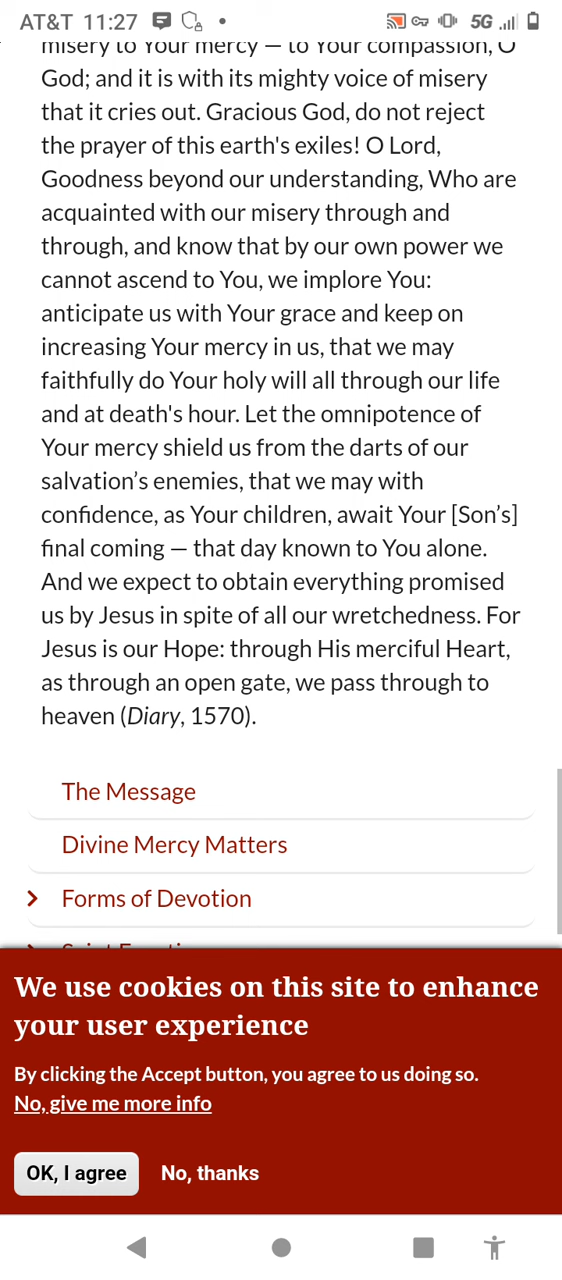 AT&T 11:27 5G
misery to Your mercy — to Your compassion, O
God; and it is with its mighty voice of misery
that it cries out. Gracious God, do not reject
the prayer of this earth's exiles! O Lord,
Goodness beyond our understanding, Who are
acquainted with our misery through and
through, and know that by our own power we
cannot ascend to You, we implore You:
anticipate us with Your grace and keep on
increasing Your mercy in us, that we may
faithfully do Your holy will all through our life
and at death's hour. Let the omnipotence of
Your mercy shield us from the darts of our
salvation’s enemies, that we may with
confidence, as Your children, await Your [Son’s]
final coming — that day known to You alone.
And we expect to obtain everything promised
us by Jesus in spite of all our wretchedness. For
Jesus is our Hope: through His merciful Heart,
as through an open gate, we pass through to
heaven (Diary, 1570).
The Message
Divine Mercy Matters
Forms of Devotion
We use cookies on this site to enhance
your user experience
By clicking the Accept button, you agree to us doing so.
No, give me more info
OK, I agree No, thanks